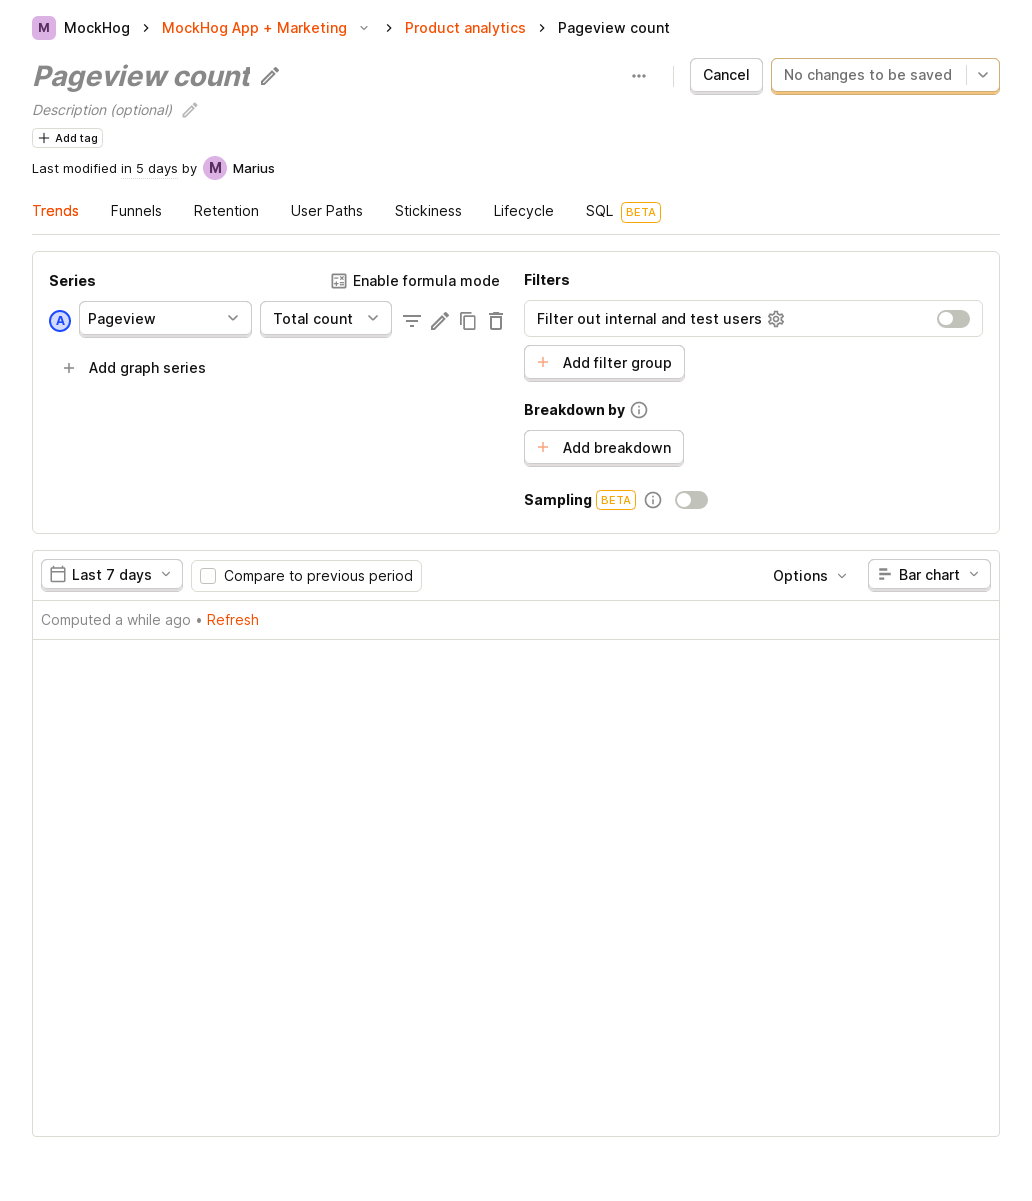 M MockHog MockHog App + Marketing Product analytics Pageview count
Pageview count
Cancel No changes to be saved
Description (optional)
Add tag
Last modified in 5 days by M Marius
Trends Funnels Retention User Paths Stickiness Lifecycle SQL BETA
Series Enable formula mode
A Pageview Total count
Add graph series
Filters
Filter out internal and test users
Add filter group
Breakdown by
Add breakdown
Sampling BETA
Last 7 days Compare to previous period Options Bar chart
Computed a while ago • Refresh